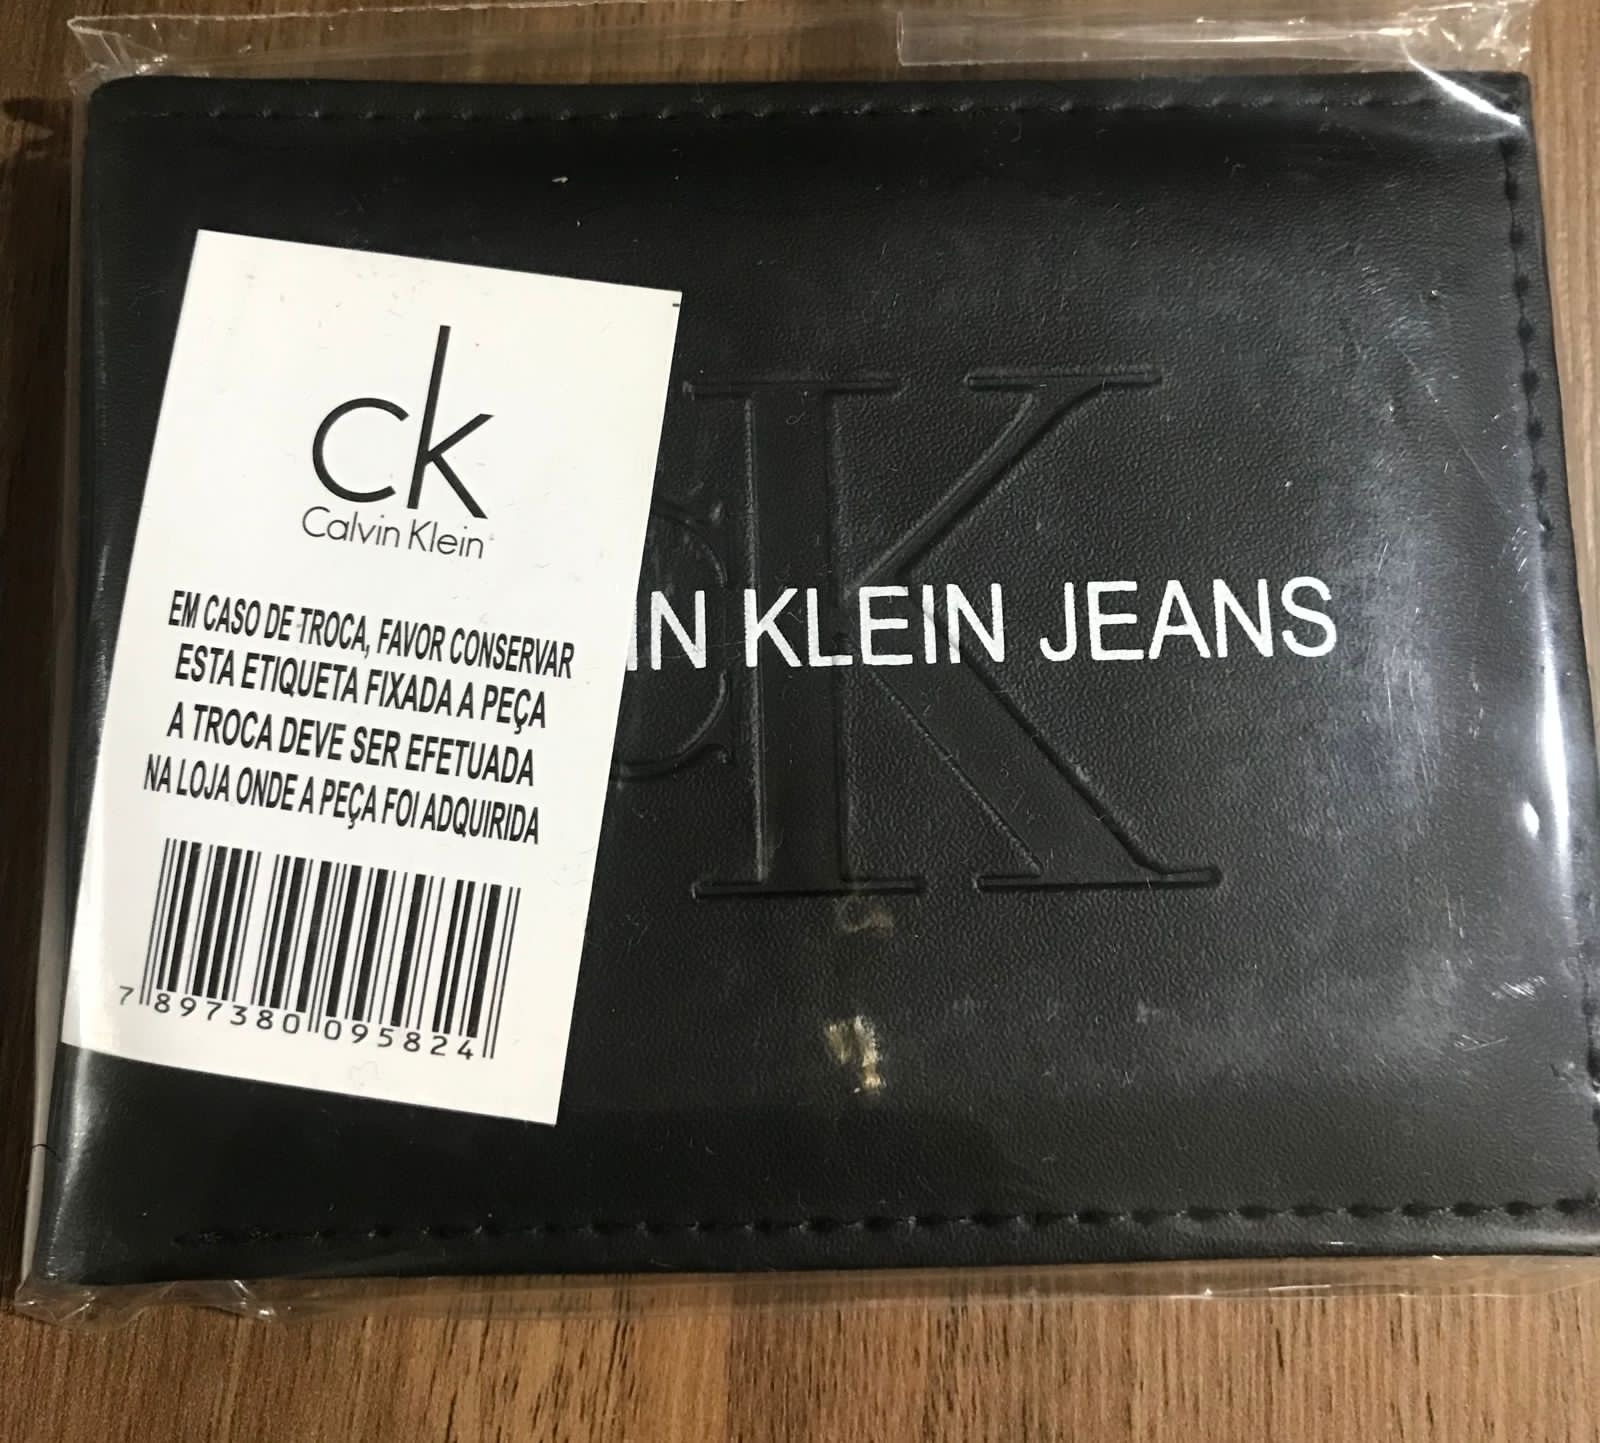 ck
Calvin Klein
EM CASO DE TROCA, FAVOR CONSERVAR
ESTA ETIQUETA FIXADA A PEÇA
A TROCA DEVE SER EFETUADA
NA LOJA ONDE A PEÇA FOI ADQUIRIDA
7 897380 095824
cK
IN KLEIN JEANS